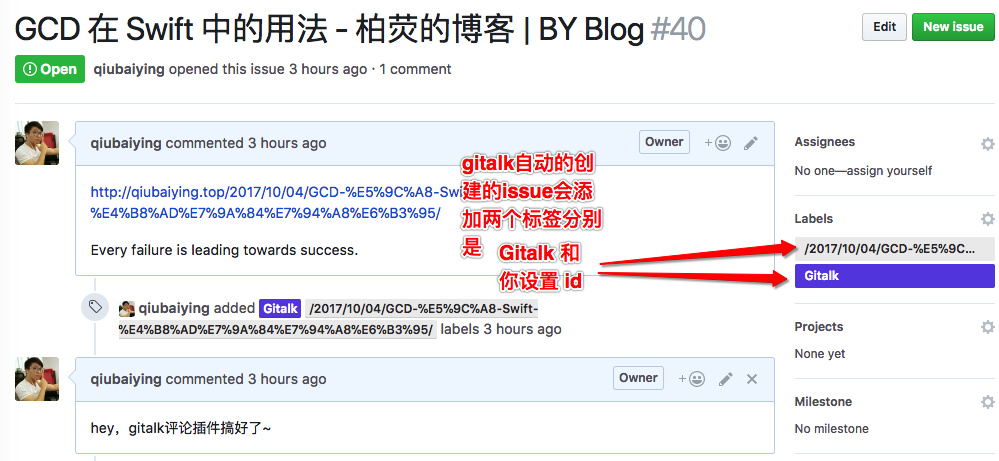 GCD 在 Swift 中的用法 - 柏荧的博客 | BY Blog #40
Edit
New issue
Open
qiubaiying opened this issue 3 hours ago · 1 comment
qiubaiying commented 3 hours ago
Owner
http://qiubaiying.top/2017/10/04/GCD-%E5%9C%A8-Sw
%E4%B8%AD%E7%9A%84%E7%94%A8%E6%B3%95/
Every failure is leading towards success.
gitalk自动的创
建的issue会添
加两个标签分别
是
Gitalk 和
你设置 id
qiubaiying added Gitalk /2017/10/04/GCD-%E5%9C%A8-Swift-
%E4%B8%AD%E7%9A%84%E7%94%A8%E6%B3%95/ labels 3 hours ago
qiubaiying commented 3 hours ago
Owner
hey，gitalk评论插件搞好了~
Assignees
No one—assign yourself
Labels
/2017/10/04/GCD-%E5%9C...
Gitalk
Projects
None yet
Milestone
No milestone